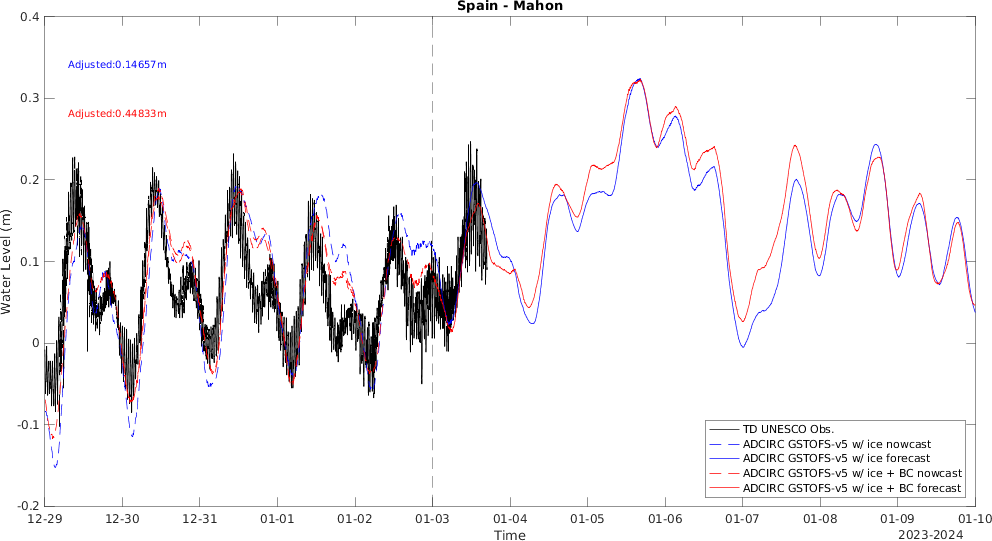 Spain - Mahon
0.4
0.3
0.2
0.1
0
-0.1
-0.2
Water Level (m)
Adjusted:0.14657m
Adjusted:0.44833m
TD UNESCO Obs.
ADCIRC GSTOFS-v5 w/ ice nowcast
ADCIRC GSTOFS-v5 w/ ice forecast
ADCIRC GSTOFS-v5 w/ ice + BC nowcast
ADCIRC GSTOFS-v5 w/ ice + BC forecast
12-29 12-30 12-31 01-01 01-02 01-03 01-04 01-05 01-06 01-07 01-08 01-09 01-10
Time
2023-2024